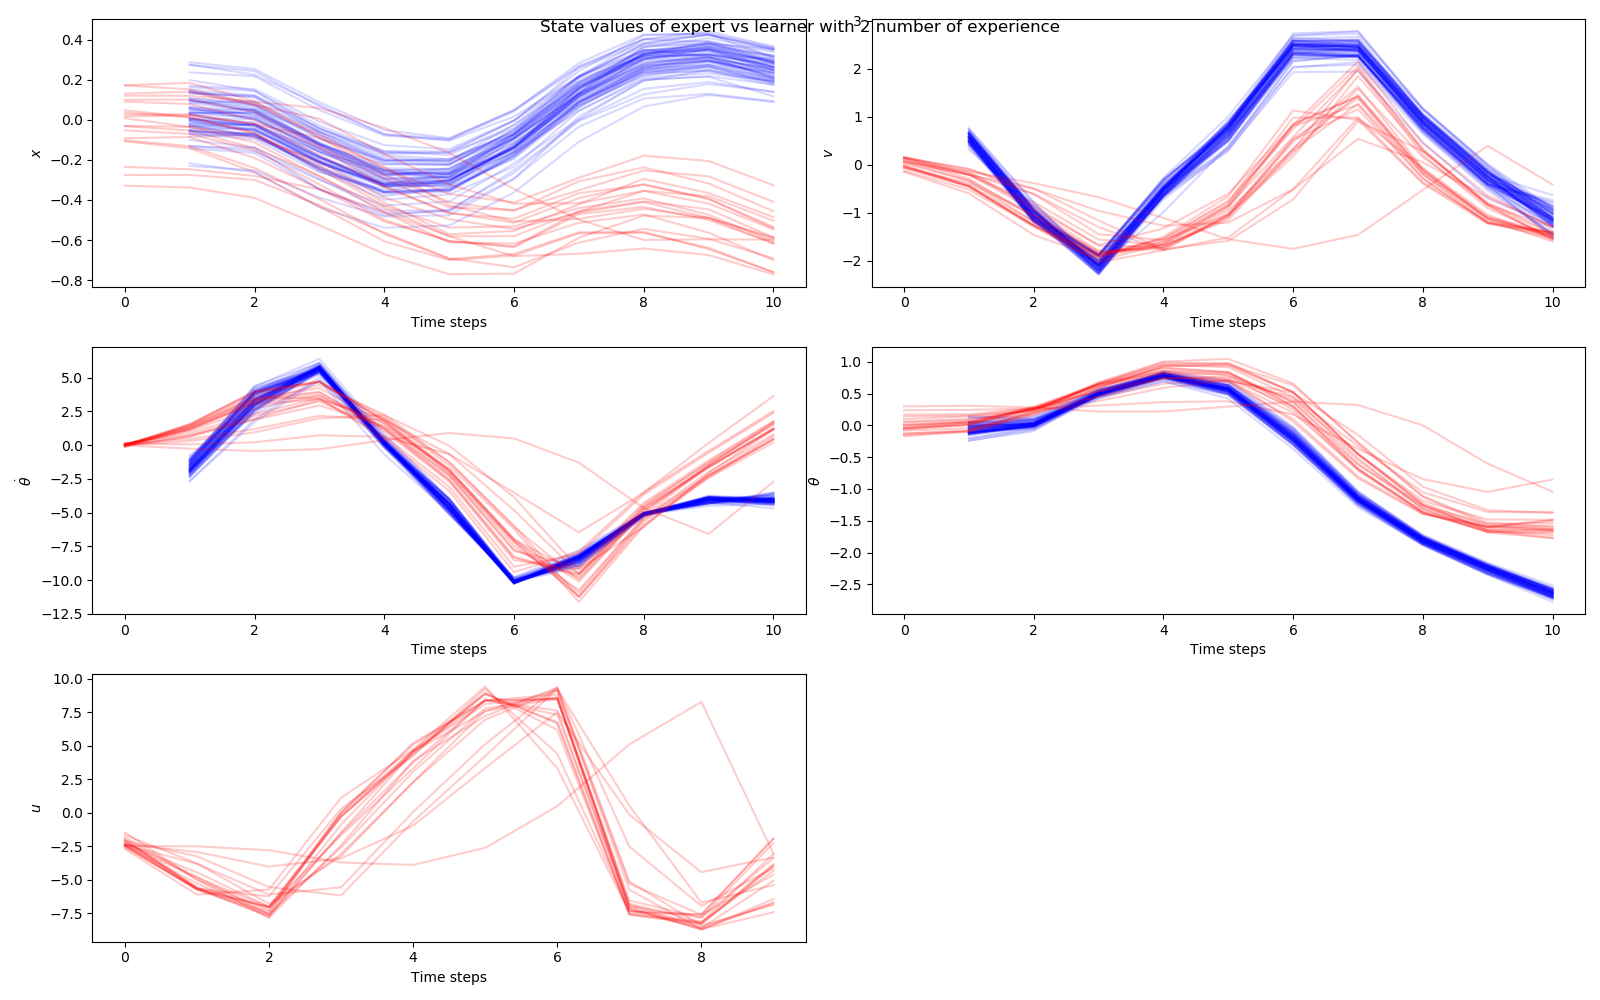 State values of expert vs learner with 2 number of experience
0.4
0.2
0.0
−0.2
−0.4
−0.6
−0.8
x
0 2 4 6 8 10
Time steps
3
2
1
0
−1
−2
v
0 2 4 6 8 10
Time steps
5.0
2.5
0.0
−2.5
−5.0
−7.5
−10.0
−12.5
θ̇
0 2 4 6 8 10
Time steps
1.0
0.5
0.0
−0.5
−1.0
−1.5
−2.0
−2.5
θ
0 2 4 6 8 10
Time steps
10.0
7.5
5.0
2.5
0.0
−2.5
−5.0
−7.5
u
0 2 4 6 8
Time steps